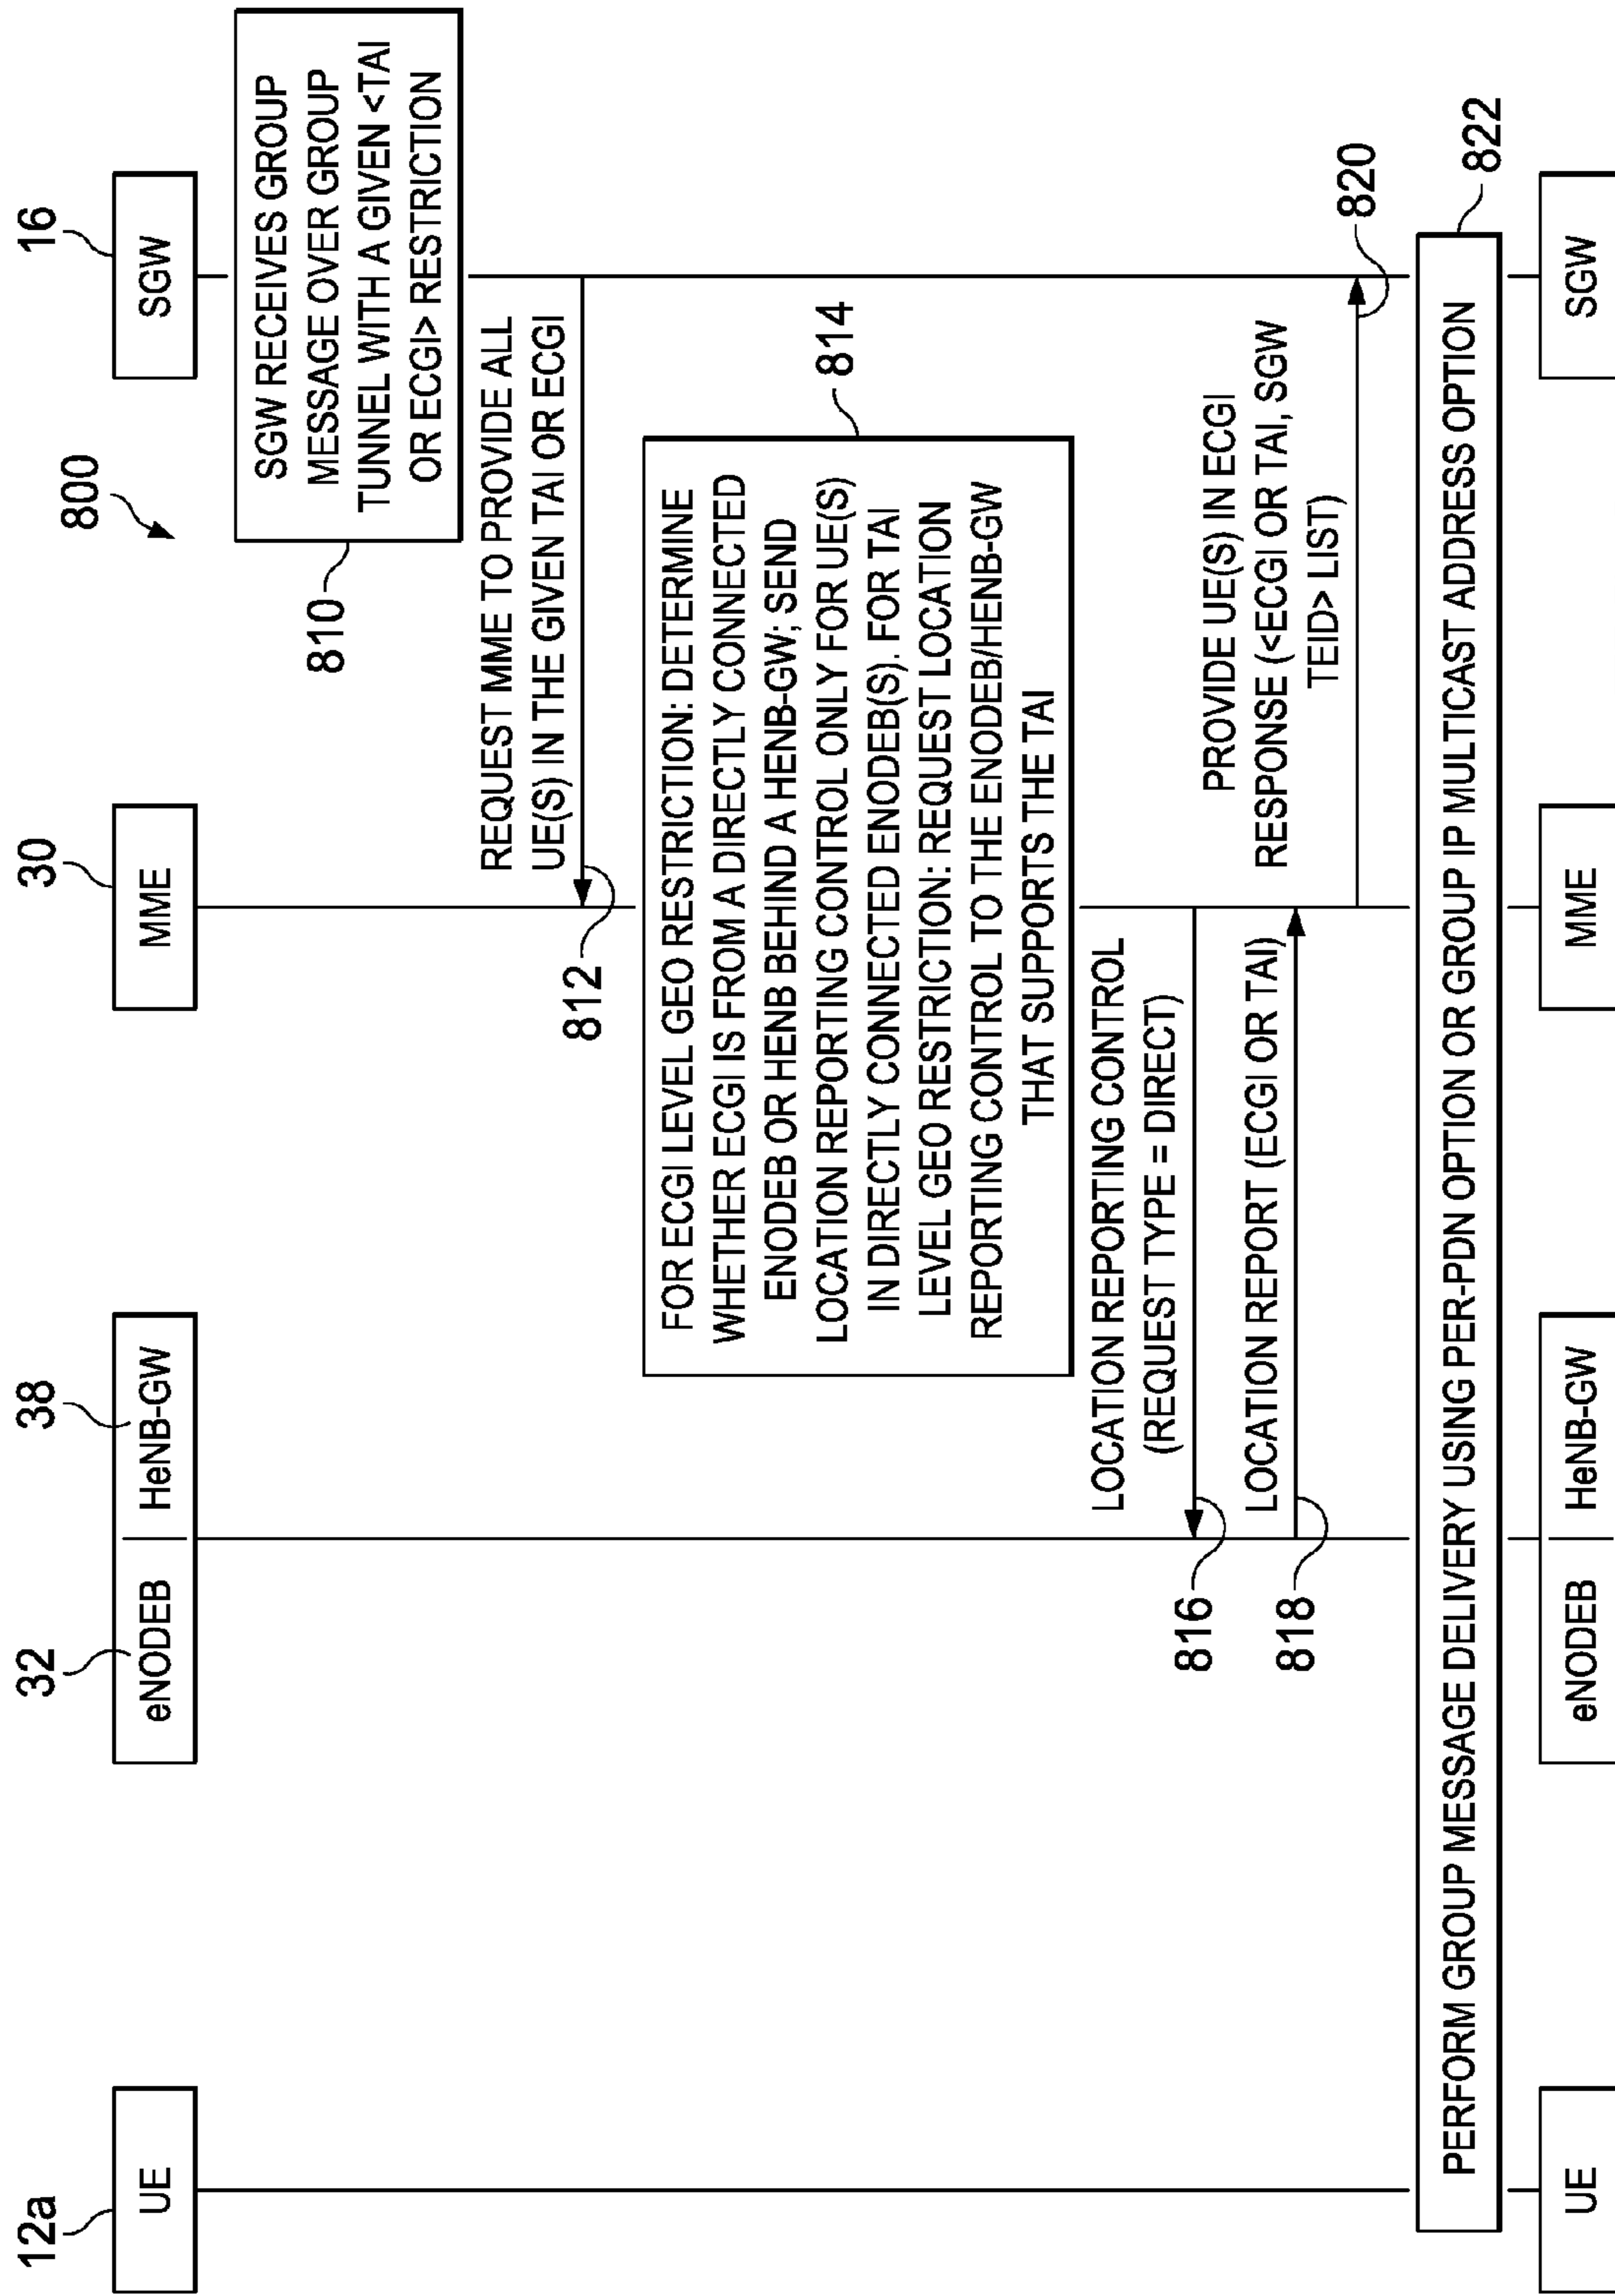 800
12a
32
38
30
16
UE
eNODEB
HeNB-GW
MME
SGW
SGW RECEIVES GROUP
MESSAGE OVER GROUP
TUNNEL WITH A GIVEN <TAI
OR ECGI> RESTRICTION
810
REQUEST MME TO PROVIDE ALL
UE(S) IN THE GIVEN TAI OR ECGI
812
814
FOR ECGI LEVEL GEO RESTRICTION: DETERMINE
WHETHER ECGI IS FROM A DIRECTLY CONNECTED
ENODEB OR HENB BEHIND A HENB-GW; SEND
LOCATION REPORTING CONTROL ONLY FOR UE(S)
IN DIRECTLY CONNECTED ENODEB(S). FOR TAI
LEVEL GEO RESTRICTION: REQUEST LOCATION
REPORTING CONTROL TO THE ENODEB/HENB-GW
THAT SUPPORTS THE TAI
LOCATION REPORTING CONTROL
(REQUEST TYPE = DIRECT)
816
LOCATION REPORT (ECGI OR TAI)
818
PROVIDE UE(S) IN ECGI
RESPONSE (<ECGI OR TAI, SGW
TEID> LIST)
820
PERFORM GROUP MESSAGE DELIVERY USING PER-PDN OPTION OR GROUP IP MULTICAST ADDRESS OPTION
822
UE
eNODEB
HeNB-GW
MME
SGW